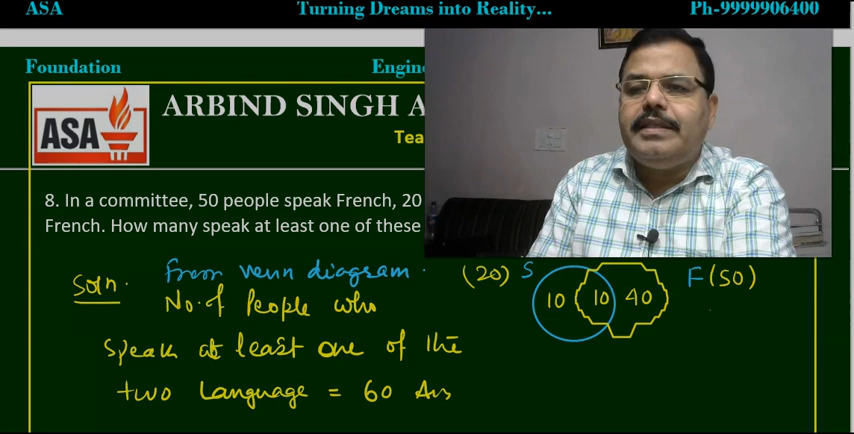 ASA Turning Dreams into Reality... Ph-9999906400
Foundation Engine
ASA ARBIND SINGH A
Tea
8. In a committee, 50 people speak French, 20
French. How many speak at least one of these
Soln. From venn diagram. (20) S F (50)
No. of People who 10 10 40
Speak at least one of the
two Language = 60 Ans